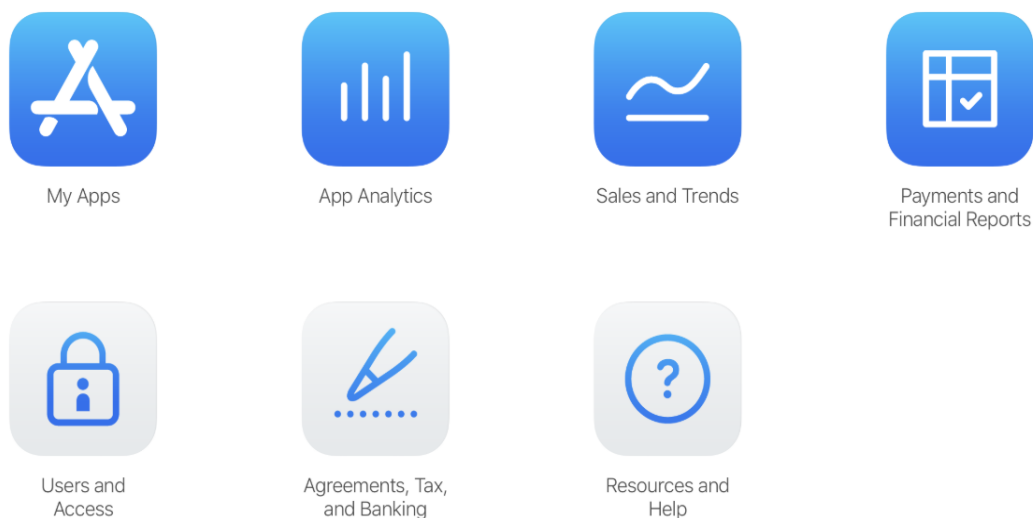 My Apps
App Analytics
Sales and Trends
Payments and
Financial Reports
?
Users and
Access
Agreements, Tax,
and Banking
Resources and
Help